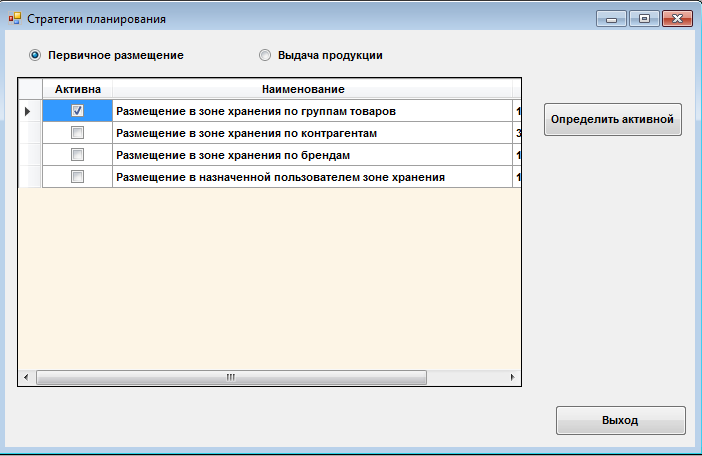 Стратегии планирования
Первичное размещение Выдача продукции
Активна Наименование
Размещение в зоне хранения по группам товаров 1
Размещение в зоне хранения по контрагентам 3
Размещение в зоне хранения по брендам 1
Размещение в назначенной пользователем зоне хранения 1
Определить активной
Выход